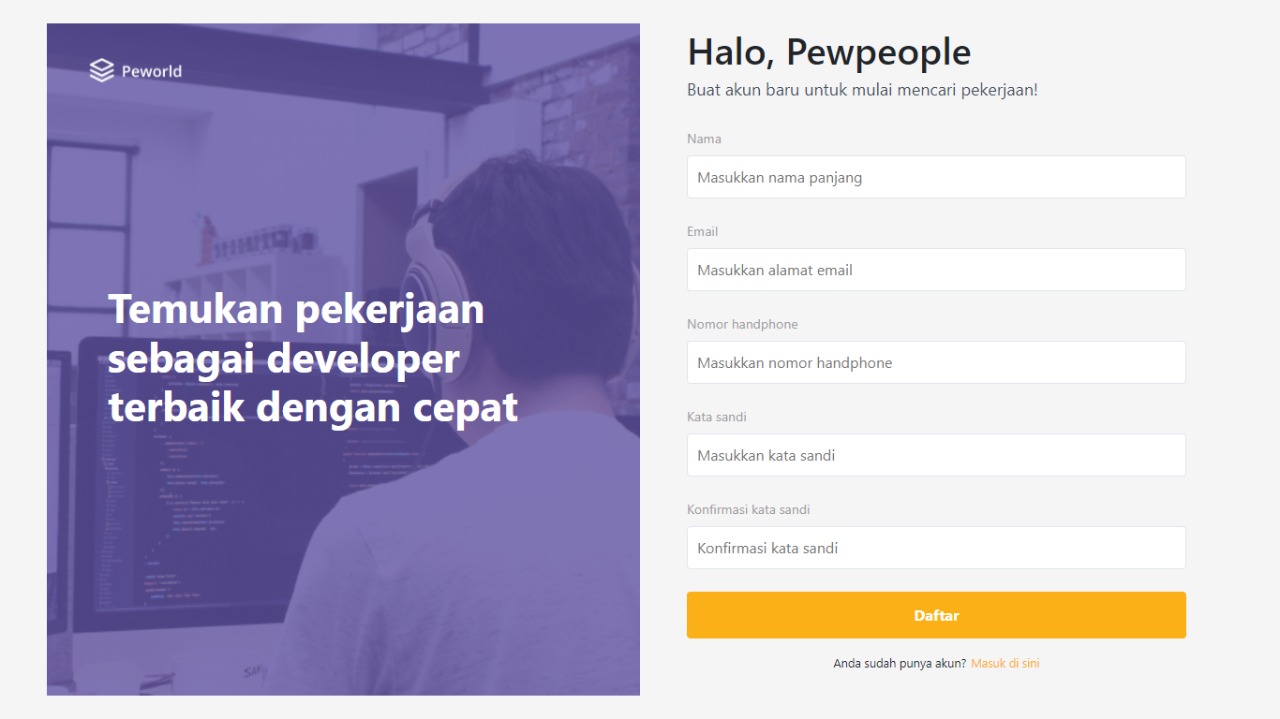 Peworld
Temukan pekerjaan
sebagai developer
terbaik dengan cepat
Halo, Pewpeople
Buat akun baru untuk mulai mencari pekerjaan!
Nama
Masukkan nama panjang
Email
Masukkan alamat email
Nomor handphone
Masukkan nomor handphone
Kata sandi
Masukkan kata sandi
Konfirmasi kata sandi
Konfirmasi kata sandi
Daftar
Anda sudah punya akun? Masuk di sini